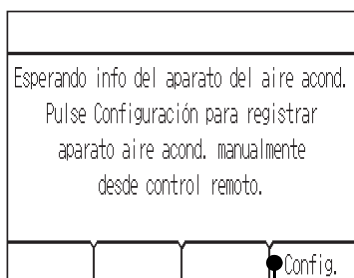 Esperando info del aparato del aire acond.
Pulse Configuración para registrar
aparato aire acond. manualmente
desde control remoto.
Config.